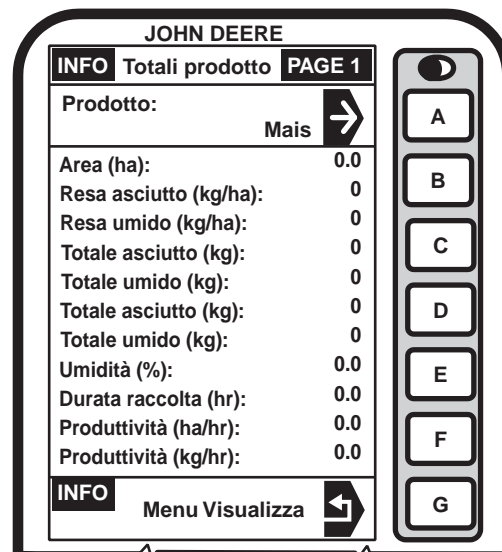 JOHN DEERE
INFO Totali prodotto PAGE 1
Prodotto:
Mais
Area (ha): 0.0
Resa asciutto (kg/ha): 0
Resa umido (kg/ha): 0
Totale asciutto (kg): 0
Totale umido (kg): 0
Totale asciutto (kg): 0
Totale umido (kg): 0
Umidità (%): 0.0
Durata raccolta (hr): 0.0
Produttività (ha/hr): 0.0
Produttività (kg/hr): 0.0
INFO
Menu Visualizza
A
B
C
D
E
F
G